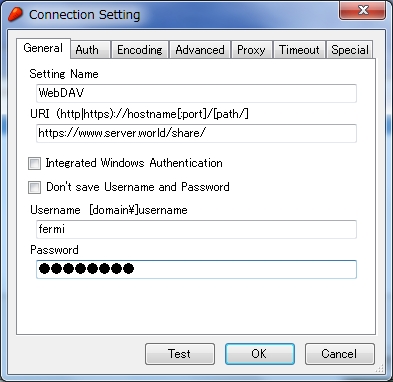 Connection Setting
General Auth Encoding Advanced Proxy Timeout Special
Setting Name
WebDAV
URI (http|https)://hostname[:port]/[path/]
https://www.server.world/share/
Integrated Windows Authentication
Don't save Username and Password
Username [domain¥]username
fermi
Password
●●●●●●●●
Test OK Cancel